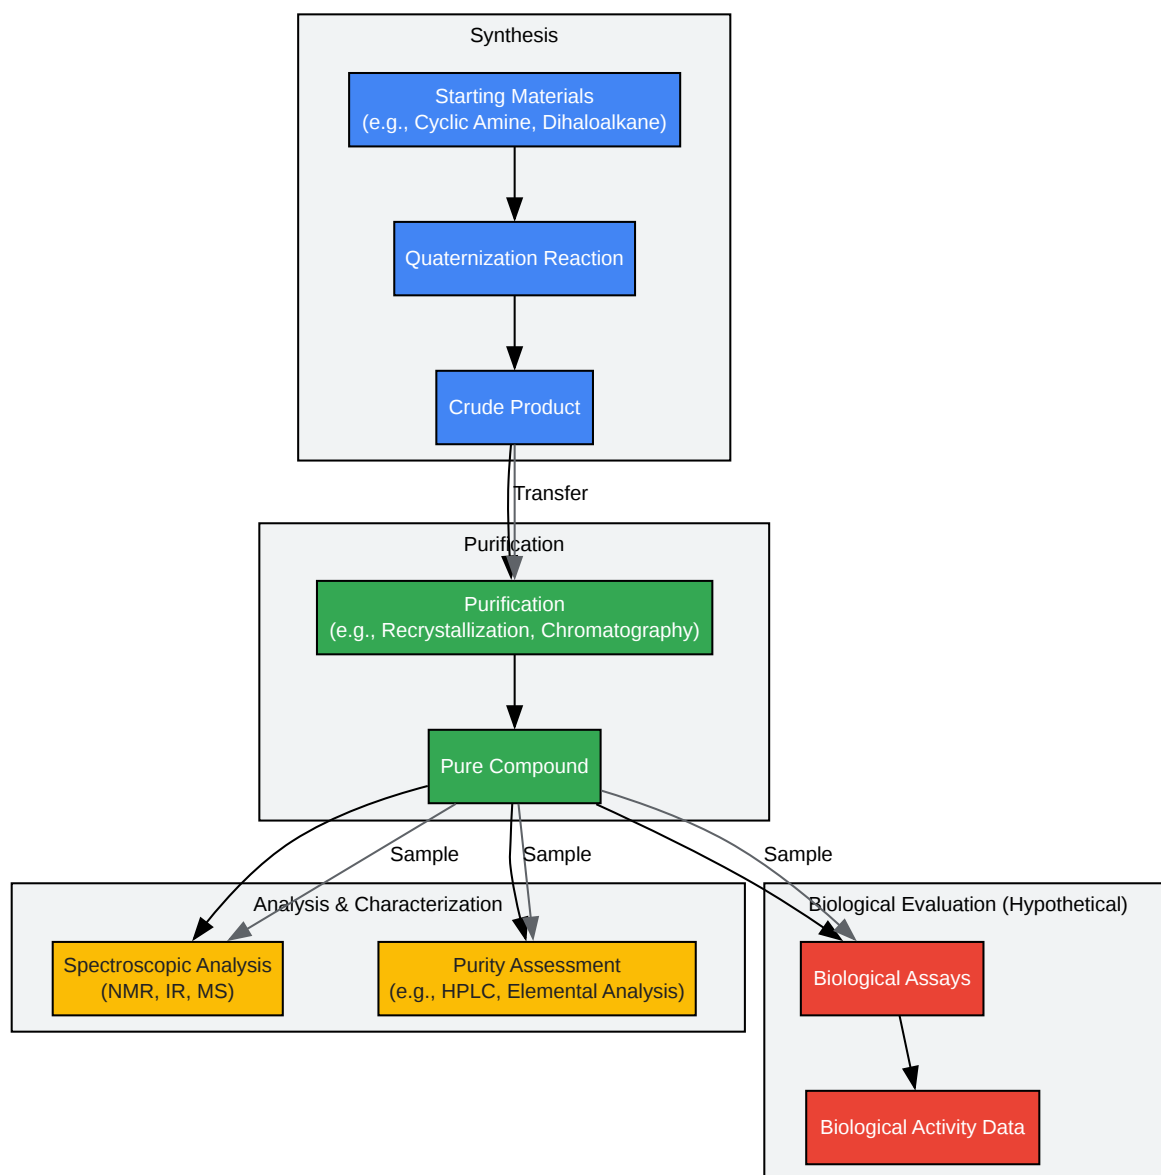 Synthesis
Starting Materials
(e.g., Cyclic Amine, Dihaloalkane)
Quaternization Reaction
Crude Product
Transfer
Purification
Purification
(e.g., Recrystallization, Chromatography)
Pure Compound
Sample
Sample
Sample
Analysis & Characterization
Biological Evaluation (Hypothetical)
Spectroscopic Analysis
(NMR, IR, MS)
Purity Assessment
(e.g., HPLC, Elemental Analysis)
Biological Assays
Biological Activity Data